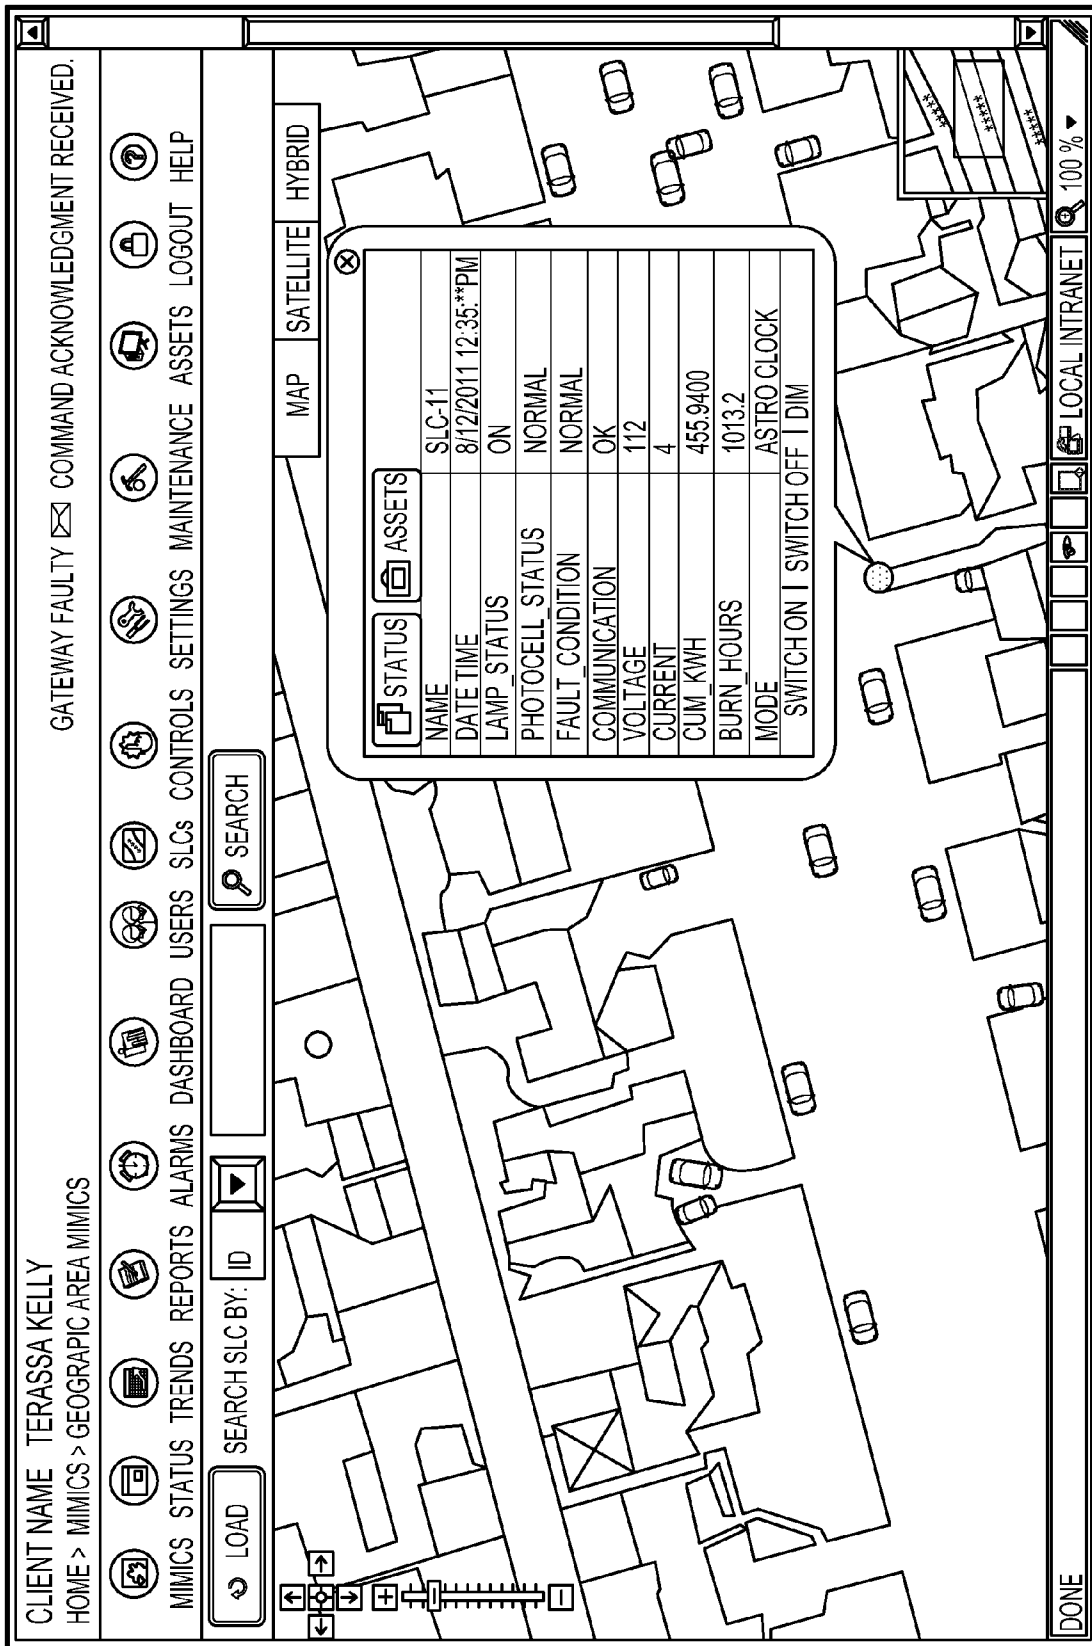 CLIENT NAME TERASSA KELLY
GATEWAY FAULTY COMMAND ACKNOWLEDGMENT RECEIVED.
HOME > MIMICS > GEOGRAPIC AREA MIMICS
MIMICS STATUS TRENDS REPORTS ALARMS DASHBOARD USERS SLCs CONTROLS SETTINGS MAINTENANCE ASSETS LOGOUT HELP
LOAD SEARCH SLC BY: ID SEARCH
MAP SATELLITE HYBRID
STATUS ASSETS
NAME SLC-11
DATE TIME 8/12/2011 12:35:**PM
LAMP_STATUS ON
PHOTOCELL_STATUS NORMAL
FAULT_CONDITION NORMAL
COMMUNICATION OK
VOLTAGE 112
CURRENT 4
CUM_KWH 455.9400
BURN_HOURS 1013.2
MODE ASTRO CLOCK
SWITCH ON | SWITCH OFF | DIM
*****
*****
*****
DONE LOCAL INTRANET 100 %